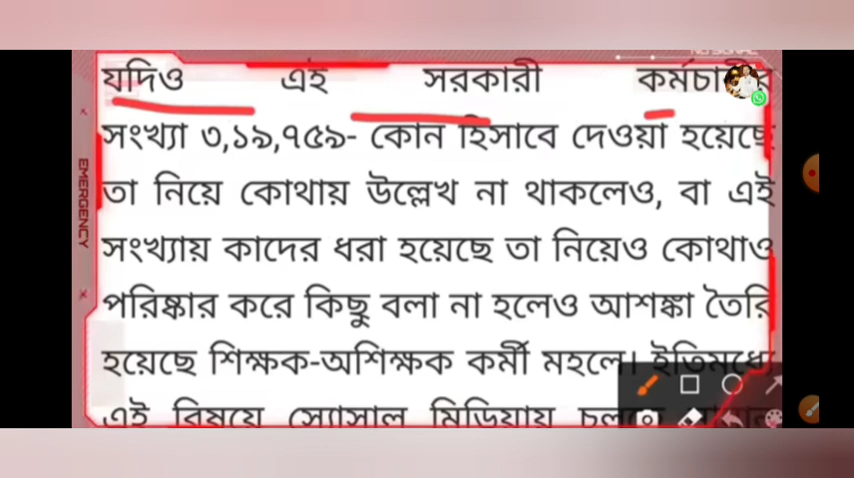 যদিও এই সরকারী কর্মচারীর
সংখ্যা ৩,১৯,৭৫৯- কোন হিসাবে দেওয়া হয়েছে
তা নিয়ে কোথায় উল্লেখ না থাকলেও, বা এই
সংখ্যায় কাদের ধরা হয়েছে তা নিয়েও কোথাও
পরিষ্কার করে কিছু বলা না হলেও আশঙ্কা তৈরি
হয়েছে শিক্ষক-অশিক্ষক কর্মী মহলে। ইতিমধ্যে
এই বিষয়ে স্যোসাল মিডিয়ায়
EMERGENCY